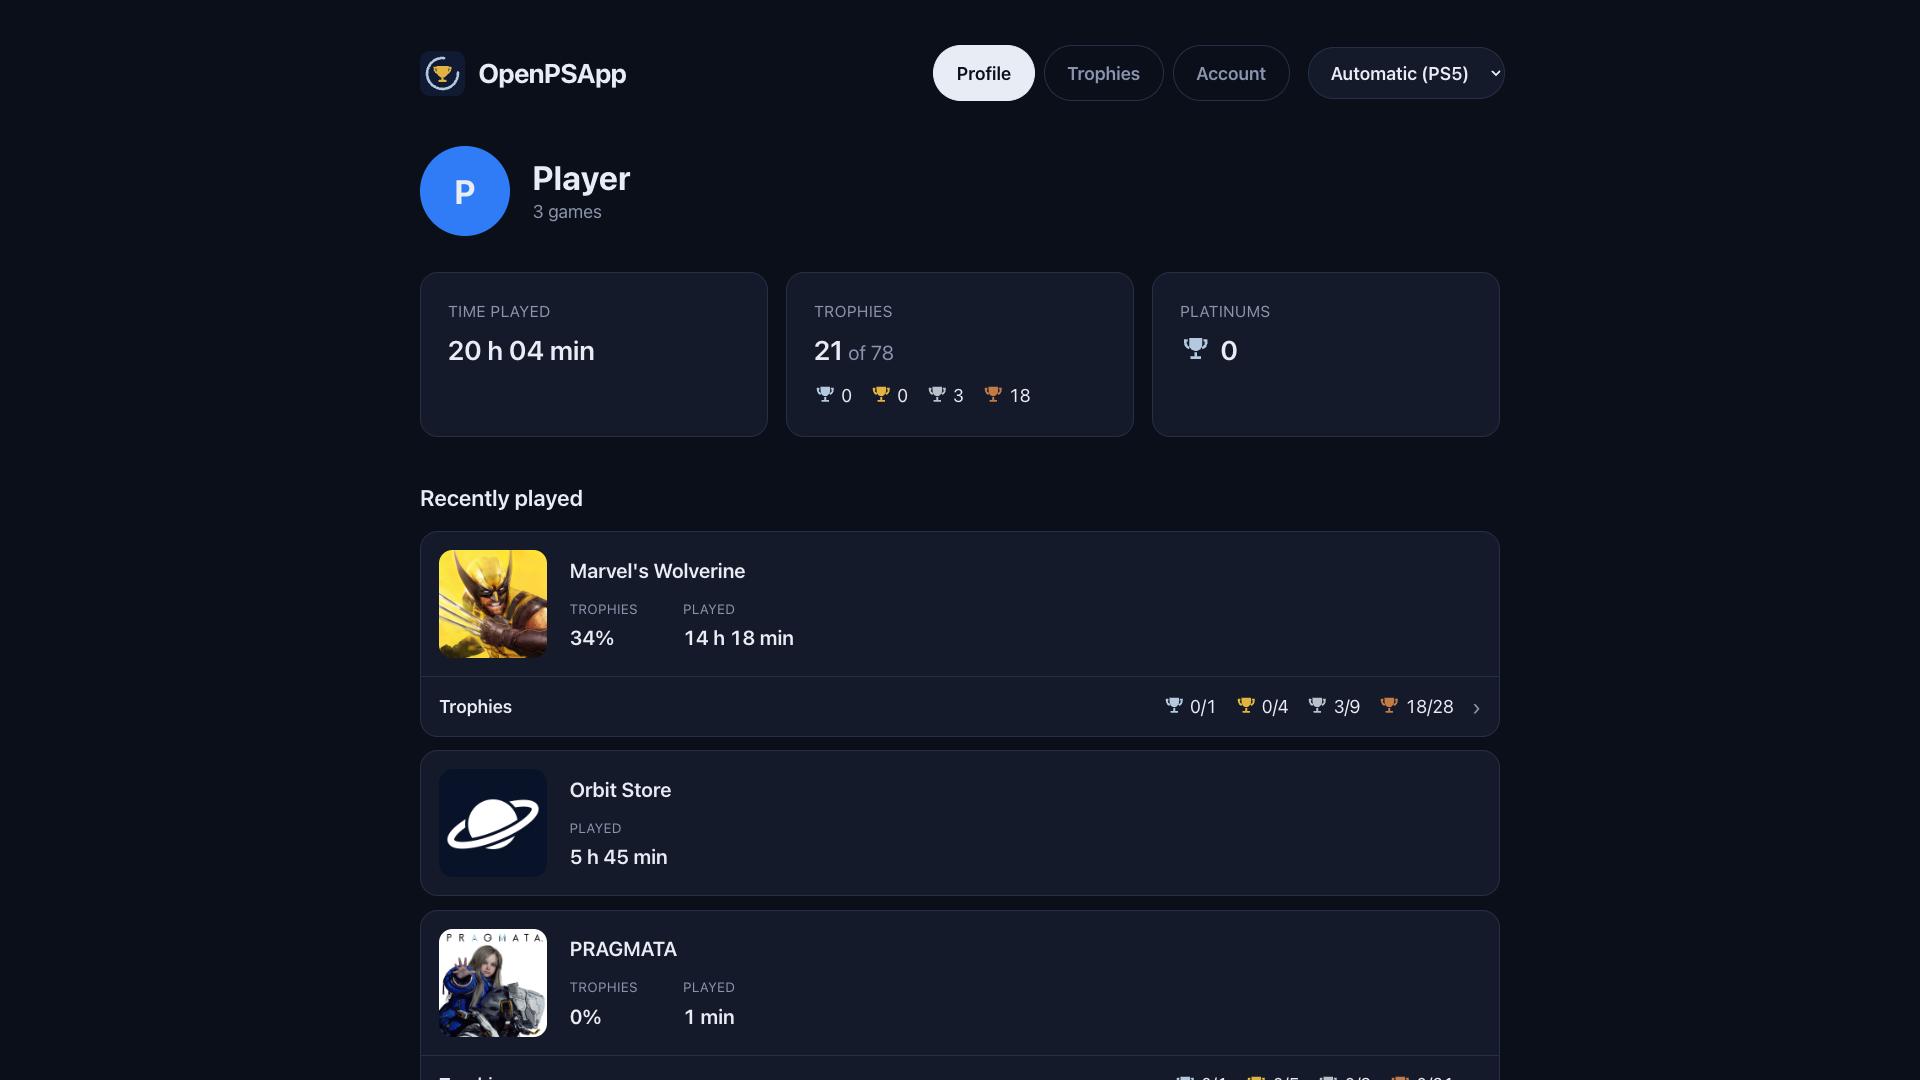 OpenPSApp
Profile
Trophies
Account
Automatic (PS5)
P
Player
3 games
TIME PLAYED
20 h 04 min
TROPHIES
21 of 78
0 0 3 18
PLATINUMS
0
Recently played
Marvel's Wolverine
TROPHIES PLAYED
34% 14 h 18 min
Trophies 0/1 0/4 3/9 18/28 ›
Orbit Store
PLAYED
5 h 45 min
PRAGMATA
PRAGMATA
TROPHIES PLAYED
0% 1 min